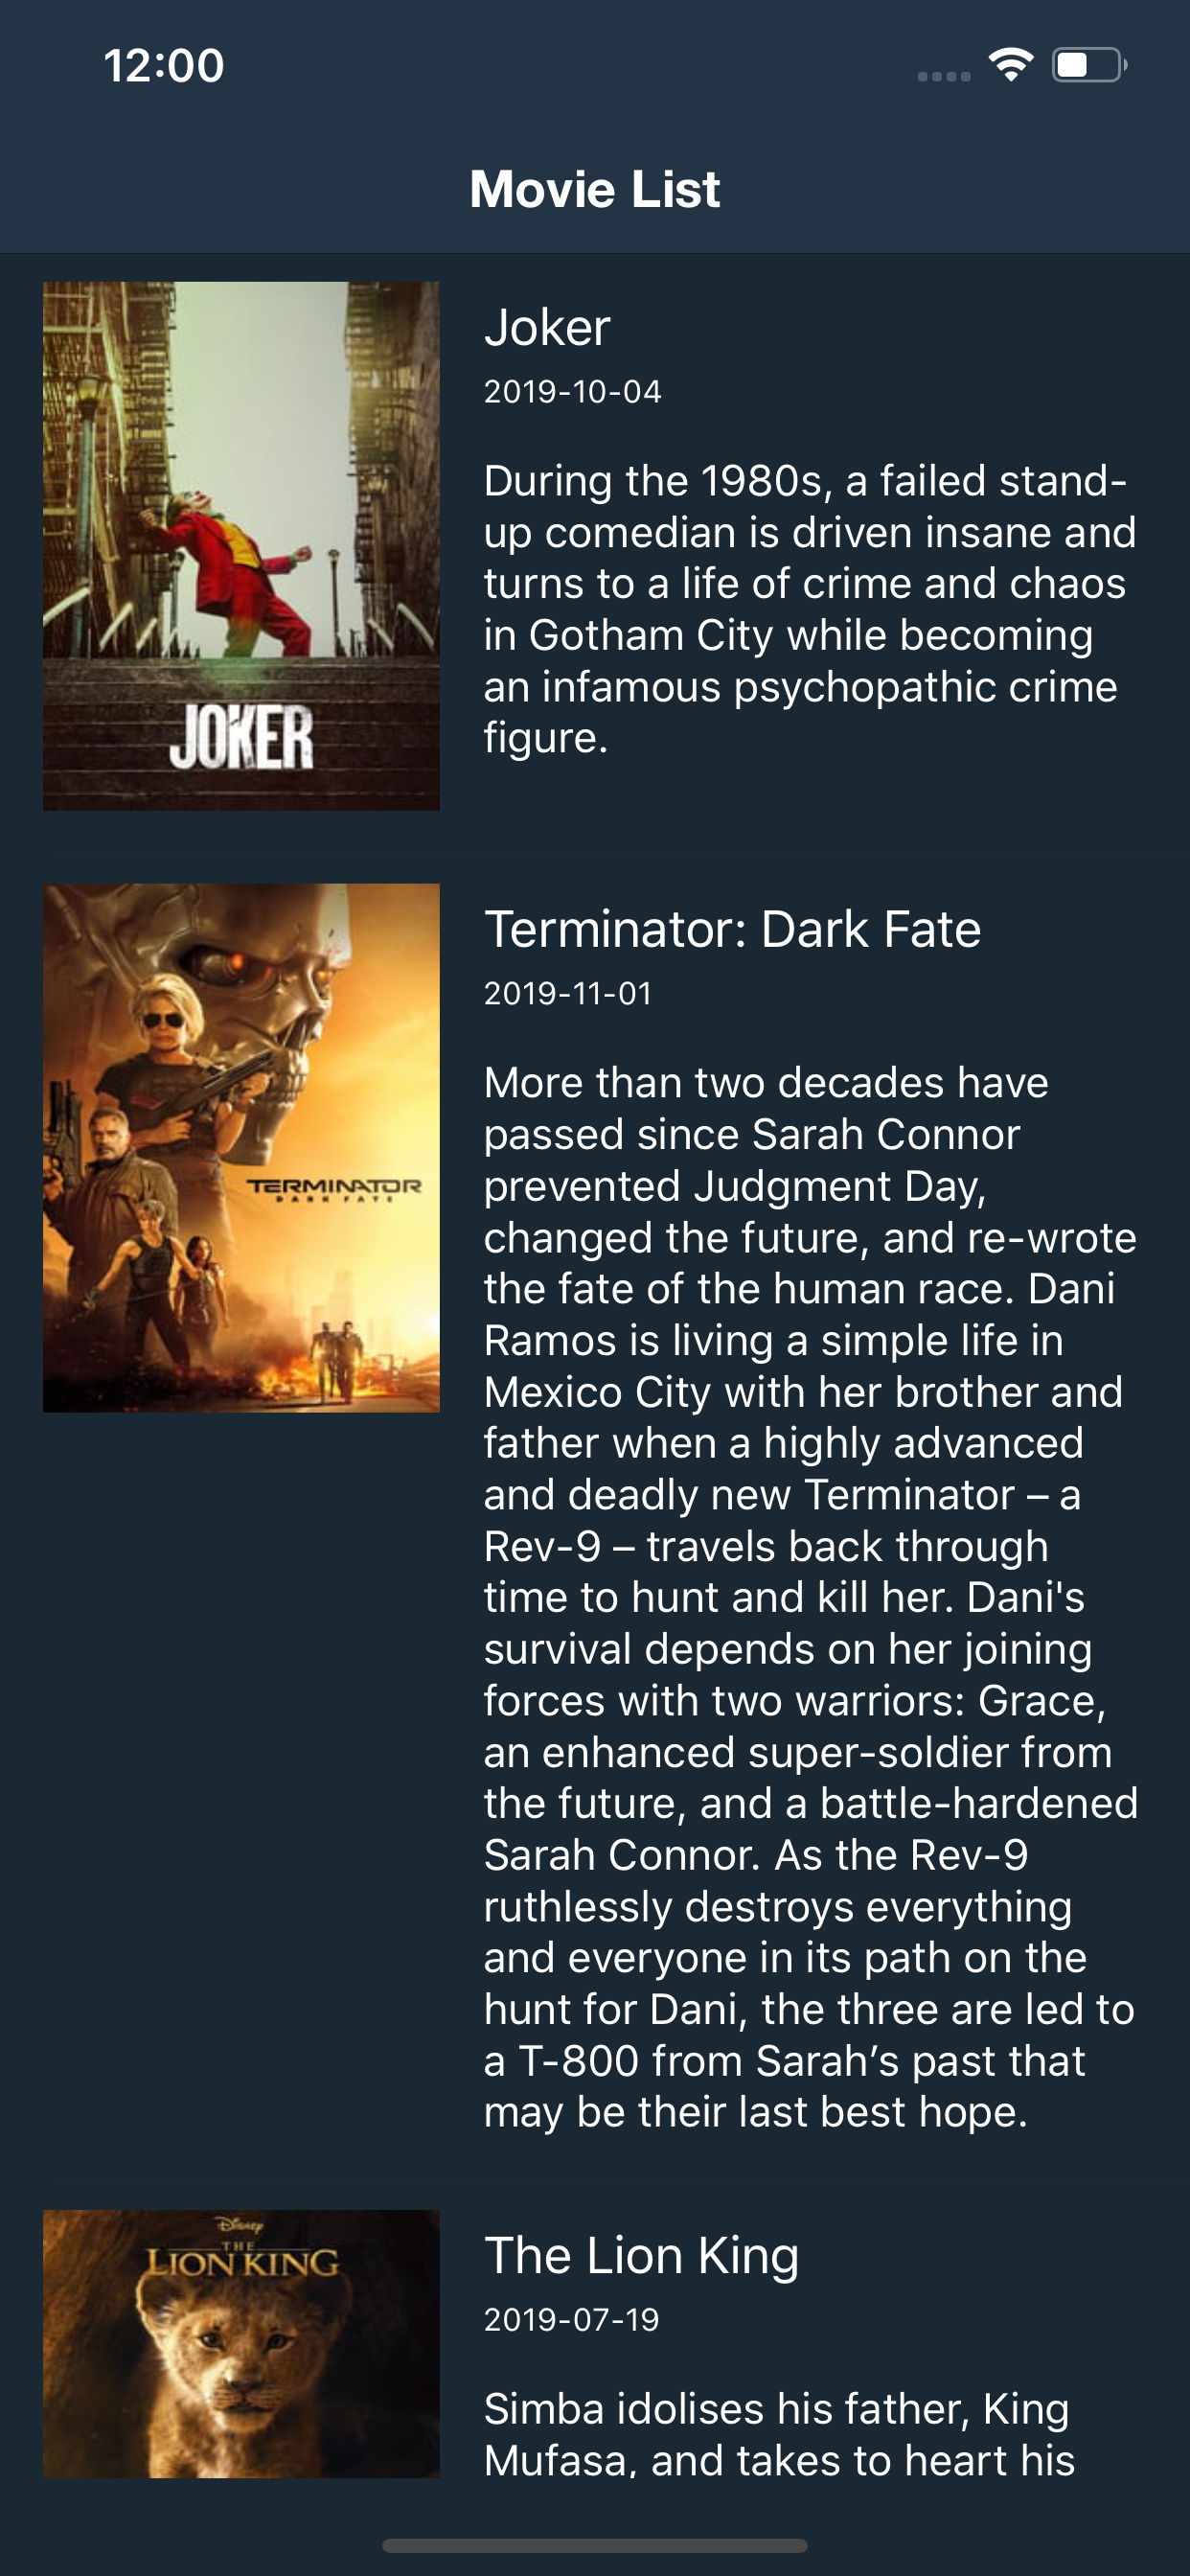 12:00
Movie List
JOKER
Joker
2019-10-04
During the 1980s, a failed stand-
up comedian is driven insane and
turns to a life of crime and chaos
in Gotham City while becoming
an infamous psychopathic crime
figure.
TERMINATOR
DARK FATE
Terminator: Dark Fate
2019-11-01
More than two decades have
passed since Sarah Connor
prevented Judgment Day,
changed the future, and re-wrote
the fate of the human race. Dani
Ramos is living a simple life in
Mexico City with her brother and
father when a highly advanced
and deadly new Terminator – a
Rev-9 – travels back through
time to hunt and kill her. Dani's
survival depends on her joining
forces with two warriors: Grace,
an enhanced super-soldier from
the future, and a battle-hardened
Sarah Connor. As the Rev-9
ruthlessly destroys everything
and everyone in its path on the
hunt for Dani, the three are led to
a T-800 from Sarah’s past that
may be their last best hope.
Disney
THE
LION KING
The Lion King
2019-07-19
Simba idolises his father, King
Mufasa, and takes to heart his